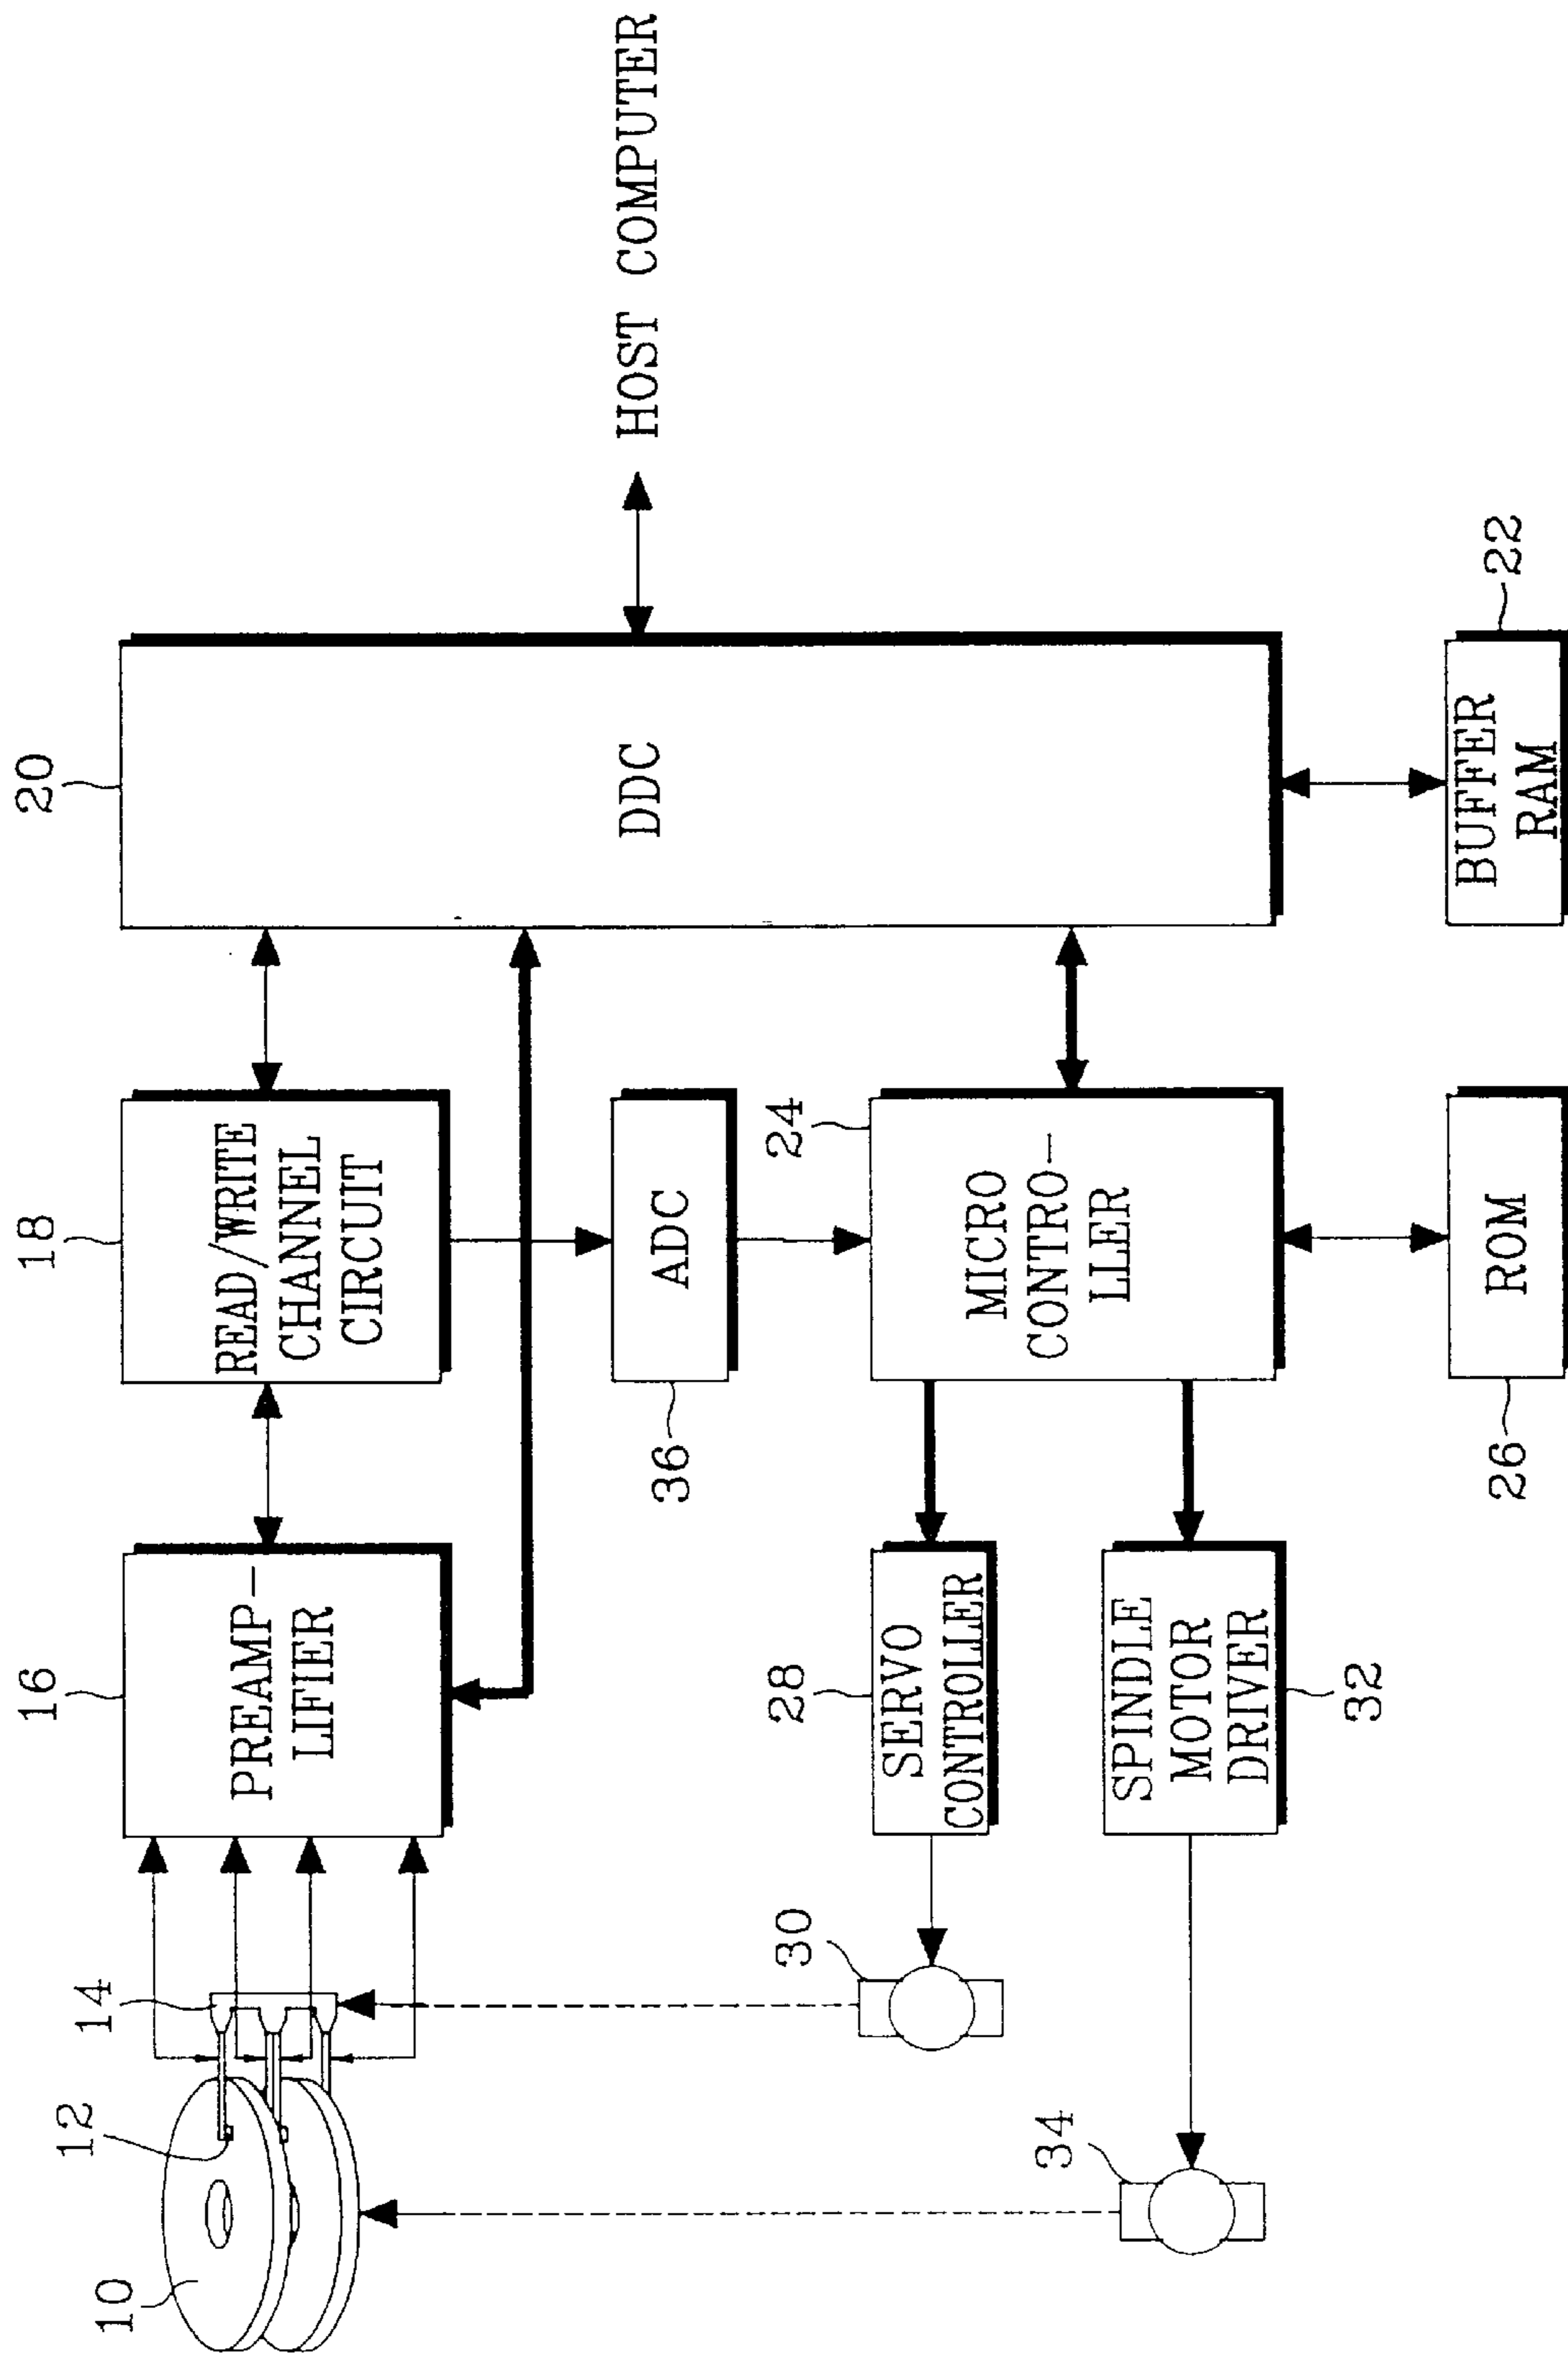 10
12
14
16
PREAMP-
LIFIER
18
READ/WRITE
CHANNEL
CIRCUIT
20
DDC
HOST COMPUTER
36
ADC
30
28
SERVO
CONTROLLER
24
MICRO
CONTRO-
LLER
34
SPINDLE
MOTOR
DRIVER
32
26
ROM
22
BUFFER
RAM